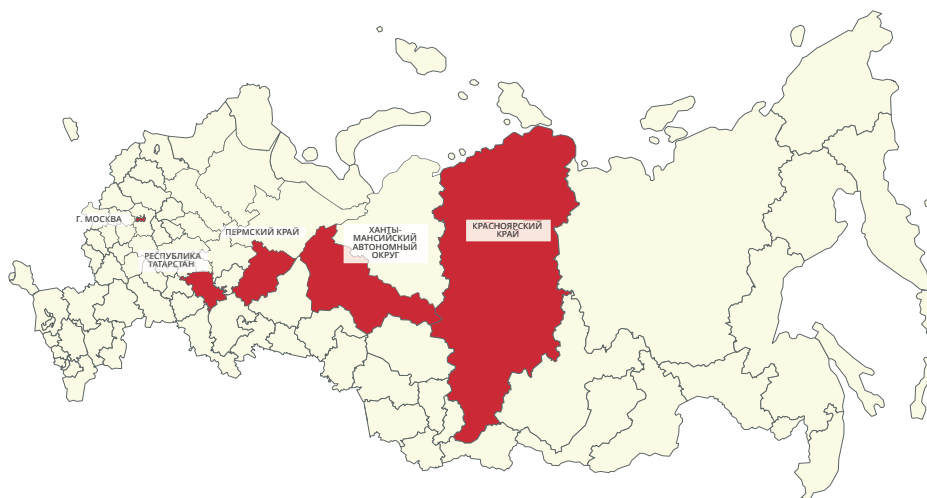 Г. МОСКВА
ПЕРМСКИЙ КРАЙ
РЕСПУБЛИКА
ТАТАРСТАН
ХАНТЫ-
МАНСИЙСКИЙ
АВТОНОМНЫЙ
ОКРУГ
КРАСНОЯРСКИЙ
КРАЙ